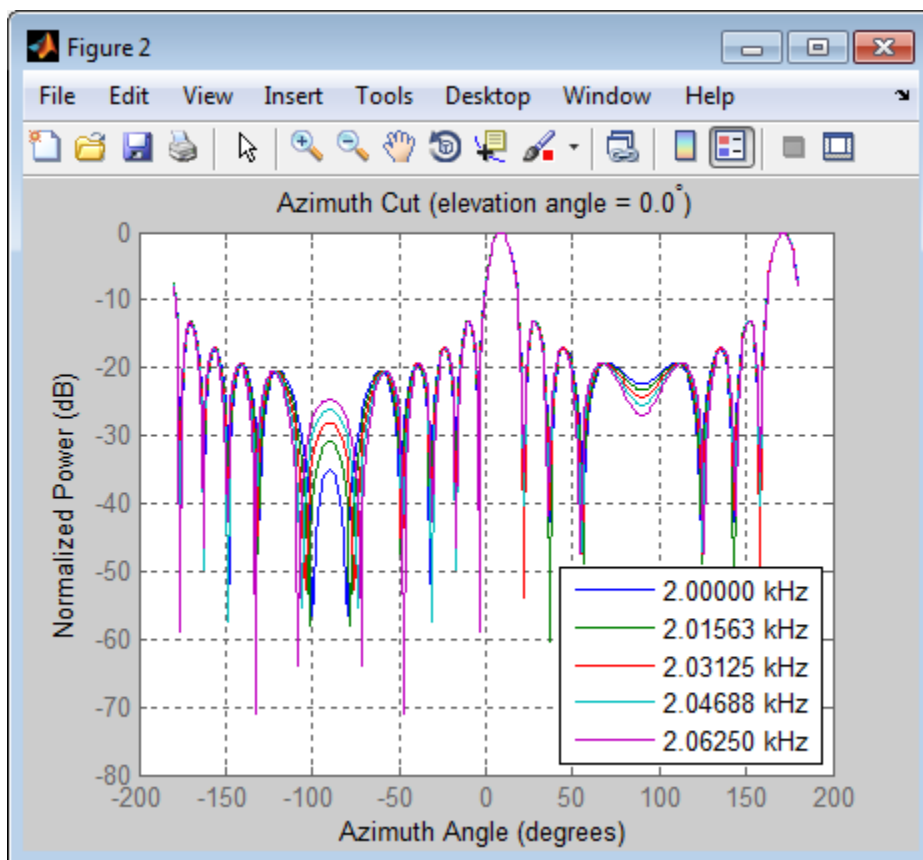 Figure 2
File Edit View Insert Tools Desktop Window Help
Azimuth Cut (elevation angle = 0.0°)
0
-10
-20
-30
-40
-50
-60
-70
-80
Normalized Power (dB)
2.00000 kHz
2.01563 kHz
2.03125 kHz
2.04688 kHz
2.06250 kHz
-200 -150 -100 -50 0 50 100 150 200
Azimuth Angle (degrees)